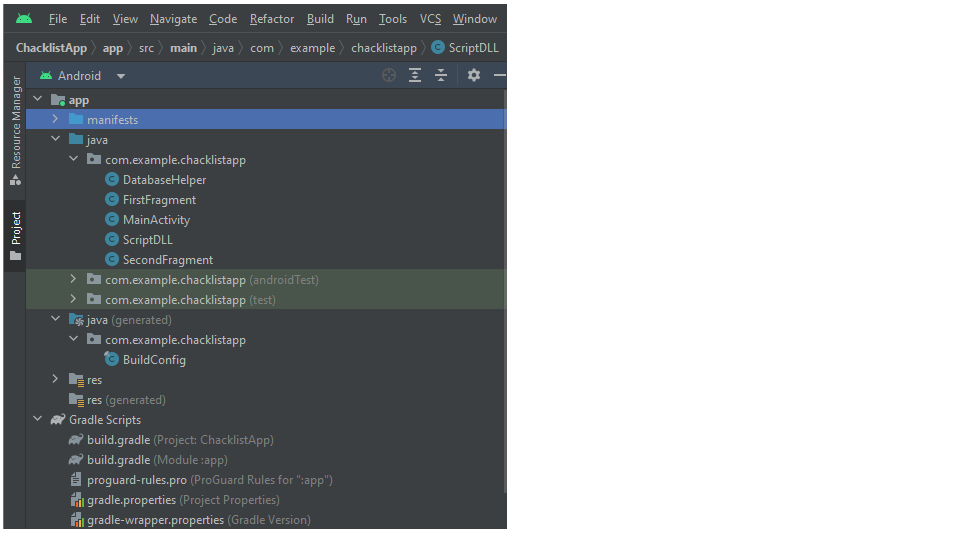 File Edit View Navigate Code Refactor Build Run Tools VCS Window
ChacklistApp app src main java com example chacklistapp ScriptDLL
Android
Resource Manager
Project
app
manifests
java
com.example.chacklistapp
DatabaseHelper
FirstFragment
MainActivity
ScriptDLL
SecondFragment
com.example.chacklistapp (androidTest)
com.example.chacklistapp (test)
java (generated)
com.example.chacklistapp
BuildConfig
res
res (generated)
Gradle Scripts
build.gradle (Project: ChacklistApp)
build.gradle (Module :app)
proguard-rules.pro (ProGuard Rules for ":app")
gradle.properties (Project Properties)
gradle-wrapper.properties (Gradle Version)